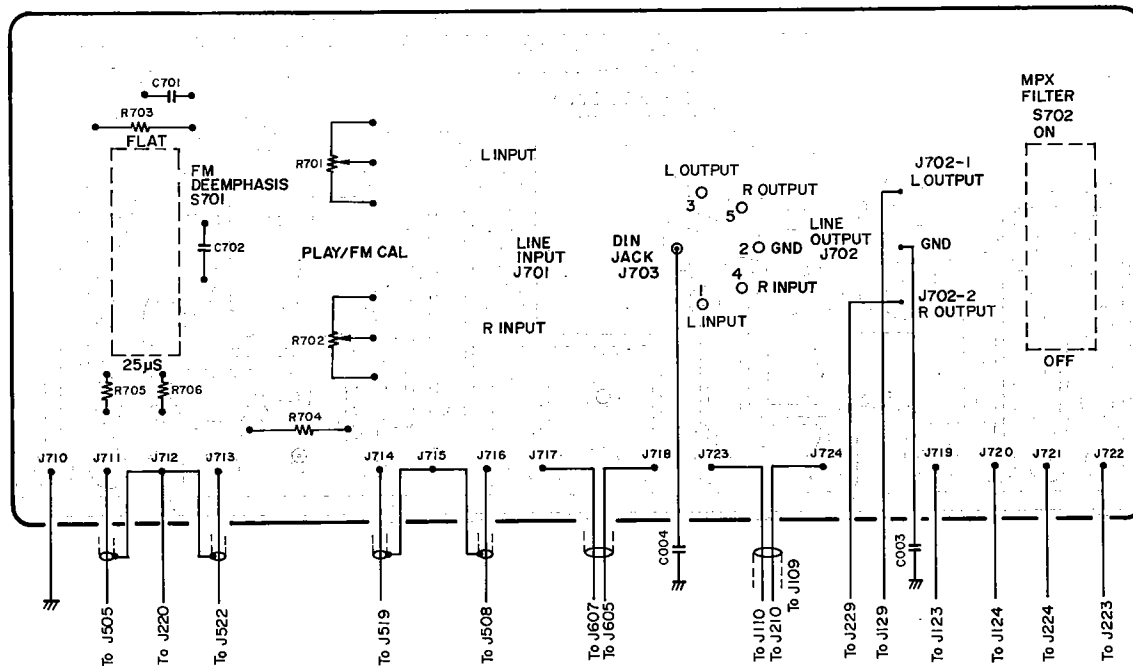 C701
R703
FLAT
FM
DEEMPHASIS
S701
C702
25µS
R705
R706
R704
R701
PLAY/FM CAL
R702
L INPUT
LINE
INPUT
J701
R INPUT
DIN
JACK
J703
L OUTPUT
3
R OUTPUT
5
2 GND
4
R INPUT
1
L INPUT
LINE
OUTPUT
J702
J702-1
L OUTPUT
GND
J702-2
R OUTPUT
MPX
FILTER
S702
ON
OFF
J710
J711
J712
J713
J714
J715
J716
J717
J718
J723
J724
J719
J720
J721
J722
C004
C003
To J505
To J220
To J522
To J519
To J508
To J607
To J605
To J110
To J210
To J109
To J229
To J129
To J123
To J124
To J224
To J223